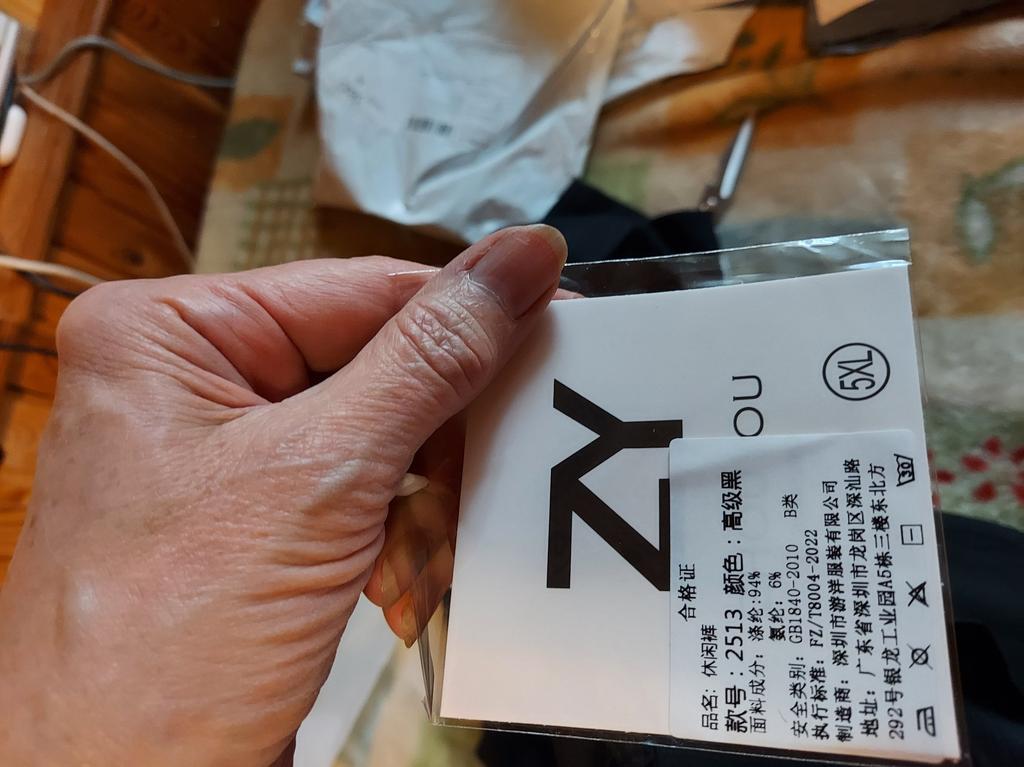 ZY
OU
5XL
合格证
品名: 休闲裤
款号: 2513 颜色: 高级黑
面料成分: 涤纶:94%
氨纶: 6%
安全类别: GB1840-2010 B类
执行标准: FZ/T8004-2022
制造商: 深圳市游洋服装有限公司
地址: 广东省深圳市龙岗区深汕路
292号银龙工业园A5栋三楼东北方
30